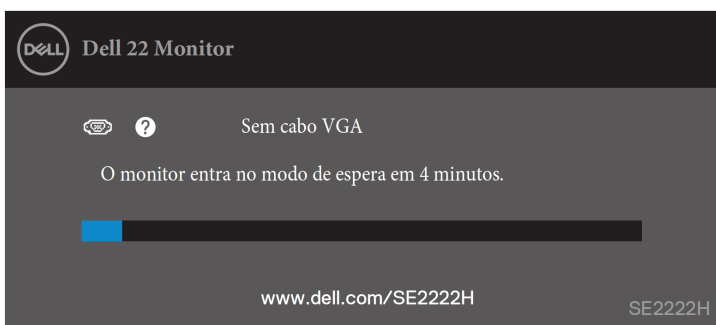 DELL
Dell 22 Monitor
? Sem cabo VGA
O monitor entra no modo de espera em 4 minutos.
www.dell.com/SE2222H
SE2222H